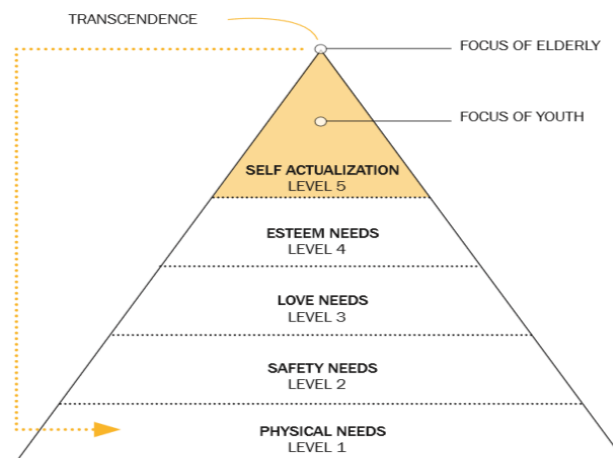 TRANSCENDENCE
FOCUS OF ELDERLY
FOCUS OF YOUTH
SELF ACTUALIZATION
LEVEL 5
ESTEEM NEEDS
LEVEL 4
LOVE NEEDS
LEVEL 3
SAFETY NEEDS
LEVEL 2
PHYSICAL NEEDS
LEVEL 1